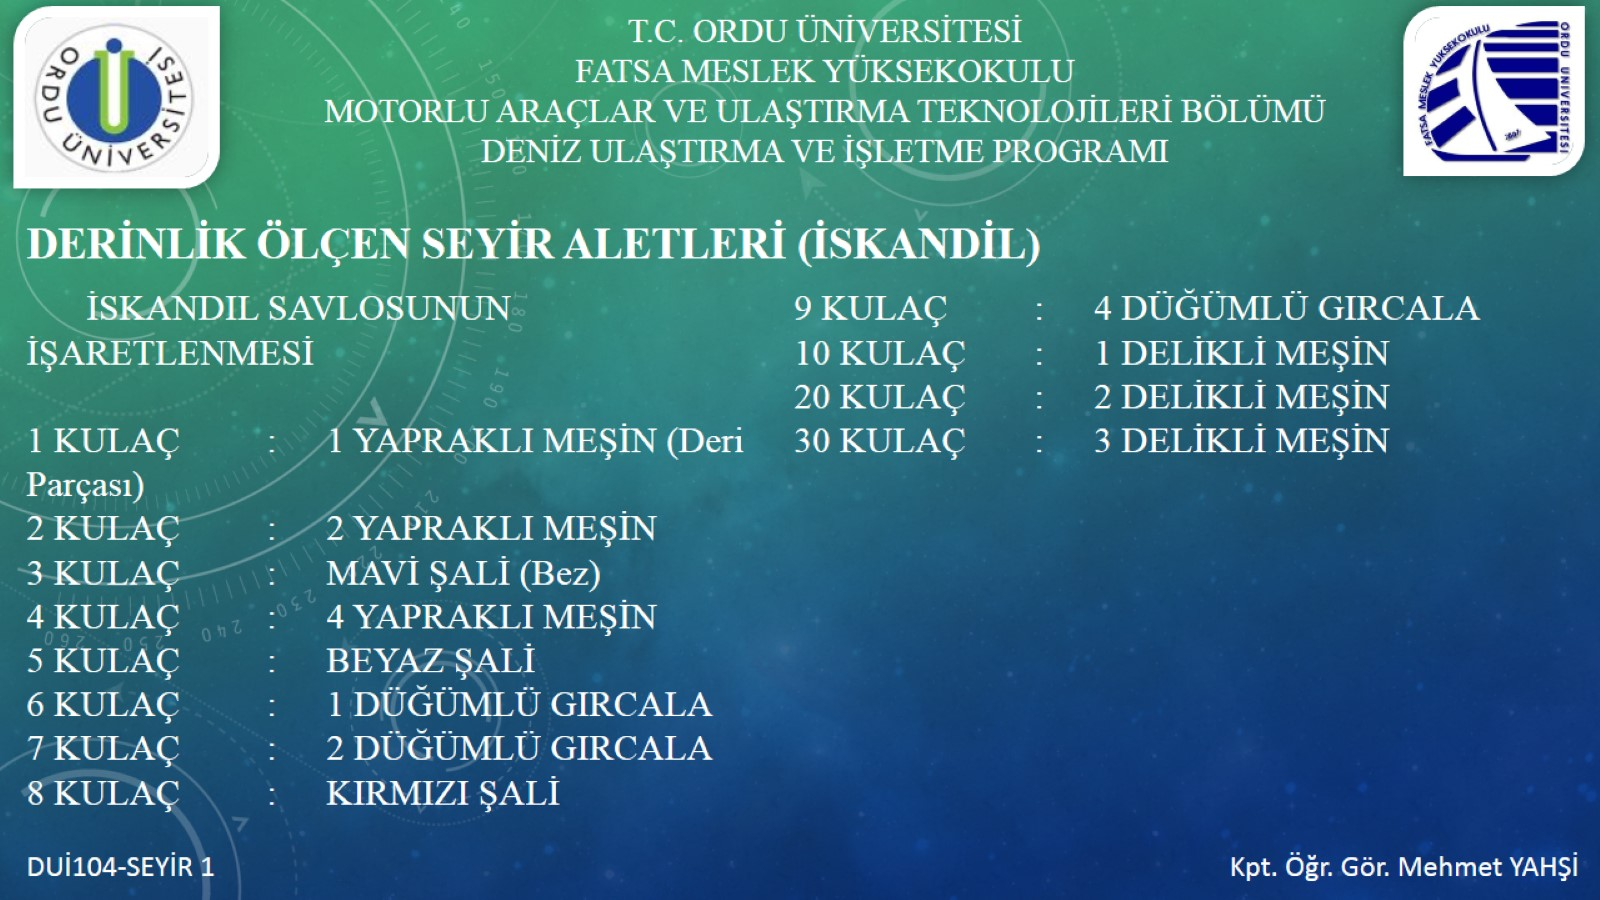 T.C. ORDU ÜNİVERSİTESİ
FATSA MESLEK YÜKSEKOKULU
MOTORLU ARAÇLAR VE ULAŞTIRMA TEKNOLOJİLERİ BÖLÜMÜ
DENİZ ULAŞTIRMA VE İŞLETME PROGRAMI
ORDU ÜNİVERSİTESİ
FATSA MESLEK YÜKSEKOKULU
ORDU ÜNİVERSİTESİ
DERİNLİK ÖLÇEN SEYİR ALETLERİ (İSKANDİL)
İSKANDIL SAVLOSUNUN
İŞARETLENMESİ
1 KULAÇ : 1 YAPRAKLI MEŞİN (Deri
Parçası)
2 KULAÇ : 2 YAPRAKLI MEŞİN
3 KULAÇ : MAVİ ŞALİ (Bez)
4 KULAÇ : 4 YAPRAKLI MEŞİN
5 KULAÇ : BEYAZ ŞALİ
6 KULAÇ : 1 DÜĞÜMLÜ GIRCALA
7 KULAÇ : 2 DÜĞÜMLÜ GIRCALA
8 KULAÇ : KIRMIZI ŞALİ
9 KULAÇ : 4 DÜĞÜMLÜ GIRCALA
10 KULAÇ : 1 DELİKLİ MEŞİN
20 KULAÇ : 2 DELİKLİ MEŞİN
30 KULAÇ : 3 DELİKLİ MEŞİN
DUİ104-SEYİR 1
Kpt. Öğr. Gör. Mehmet YAHŞİ